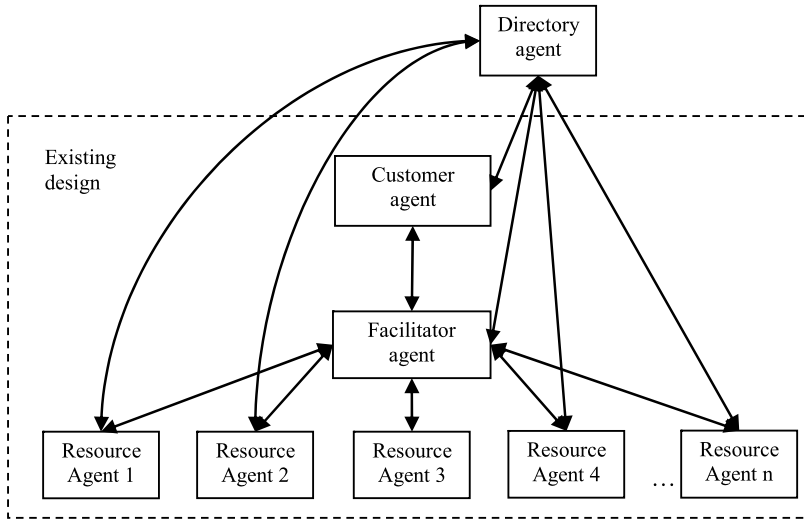 Directory
agent
Existing
design
Customer
agent
Facilitator
agent
Resource
Agent 1
Resource
Agent 2
Resource
Agent 3
Resource
Agent 4
…
Resource
Agent n